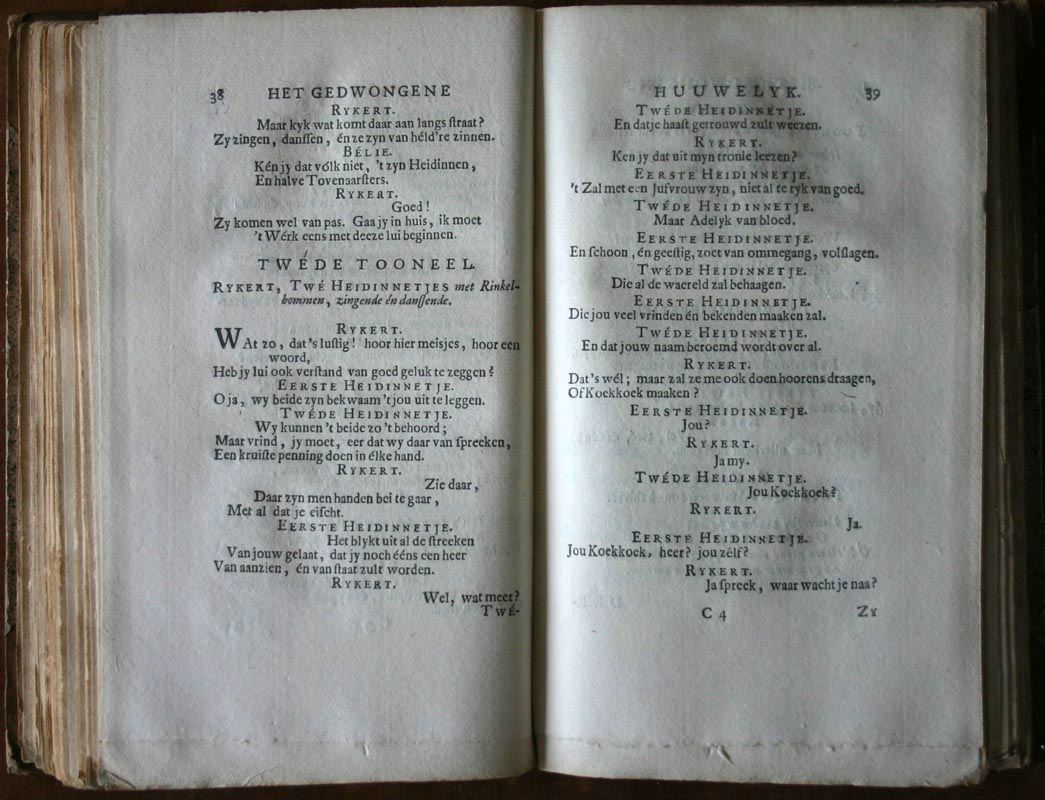 38 HET GEDWONGENE
RYKERT.
Maar kyk wat komt daar aan langs ſtraat?
Zy zingen, danſſen, én ze zyn van héld're zinnen.
BÉLIE.
Kén jy dat vólk niet, 't zyn Heidinnen,
En halve Tovenaarſters.
RYKERT.
Goed!
Zy komen wel van pas. Gaa jy in huis, ik moet
't Wérk eens met deeze lui beginnen.
TWÉDE TOONEEL.
RYKERT, TWÉ HEIDINNETJES met Rinkel-
bommen, zingende én danſſende.
RYKERT.
WAt zo, dat's luſtig! hoor hier meisjes, hoor een
woord,
Heb jy lui ook verſtand van goed geluk te zeggen?
EERSTE HEIDINNETJE.
O ja, wy beide zyn bekwaam 't jou uit te leggen.
TWÉDE HEIDINNETJE.
Wy kunnen 't beide zo 't behoord;
Maar vrind, jy moet, eer dat wy daar van ſpreeken,
Een kruiſte penning doen in élke hand.
RYKERT.
Zie daar,
Daar zyn men handen bei te gaar,
Met al dat je eiſcht.
EERSTE HEIDINNETJE.
Het blykt uit al de ſtreeken
Van jouw gelaat, dat jy noch ééns een heer
Van aanzien, én van ſtaat zult worden.
RYKERT.
Wel, wat meer?
TWÉ-
HUUWELYK. 39
TWÉDE HEIDINNETJE.
En datje haaſt getrouwd zult weezen.
RYKERT.
Ken jy dat uit myn tronie leezen?
EERSTE HEIDINNETJE.
't Zal met een Jufvrouw zyn, niet al te ryk van goed.
TWÉDE HEIDINNETJE.
Maar Adelyk van bloed.
EERSTE HEIDINNETJE.
En ſchoon, én geeſtig, zoet van ommegang, volſlagen.
TWÉDE HEIDINNETJE.
Die al de waereld zal behaagen.
EERSTE HEIDINNETJE.
Die jou veel vrinden én bekenden maaken zal.
TWÉDE HEIDINNETJE.
En dat jouw naam beroemd wordt over al.
RYKERT.
Dat's wél; maar zal ze me ook doen hoorens draagen,
Of Koekkoek maaken?
EERSTE HEIDINNETJE.
Jou?
RYKERT.
Ja my.
TWÉDE HEIDINNETJE.
Jou Koekkoek?
RYKERT.
Ja.
EERSTE HEIDINNETJE.
Jou Koekkoek, heer? jou zélf?
RYKERT.
Ja ſpreek, waar wacht je naa?
C 4 ZY